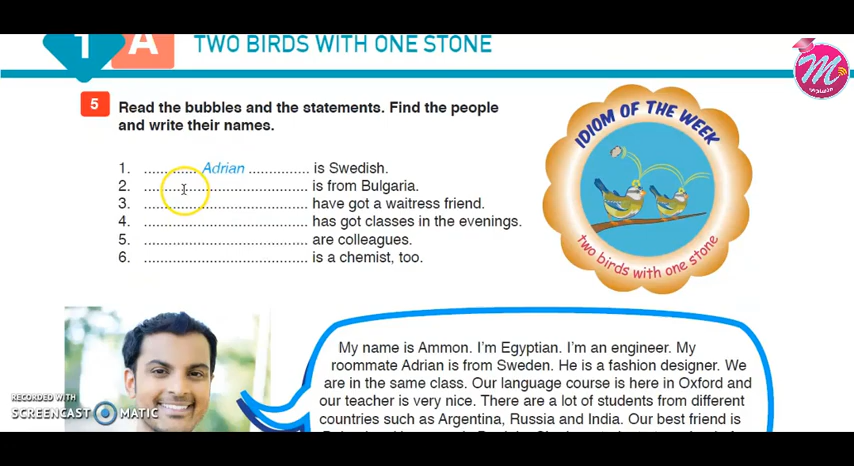 1 A TWO BIRDS WITH ONE STONE
5 Read the bubbles and the statements. Find the people
and write their names.
1. ............ Adrian .............. is Swedish.
2. ...................................... is from Bulgaria.
3. ...................................... have got a waitress friend.
4. ...................................... has got classes in the evenings.
5. ...................................... are colleagues.
6. ...................................... is a chemist, too.
IDIOM OF THE WEEK
two birds with one stone
My name is Ammon. I'm Egyptian. I'm an engineer. My
roommate Adrian is from Sweden. He is a fashion designer. We
are in the same class. Our language course is here in Oxford and
our teacher is very nice. There are a lot of students from different
countries such as Argentina, Russia and India. Our best friend is
RECORDED WITH
SCREENCAST MATIC